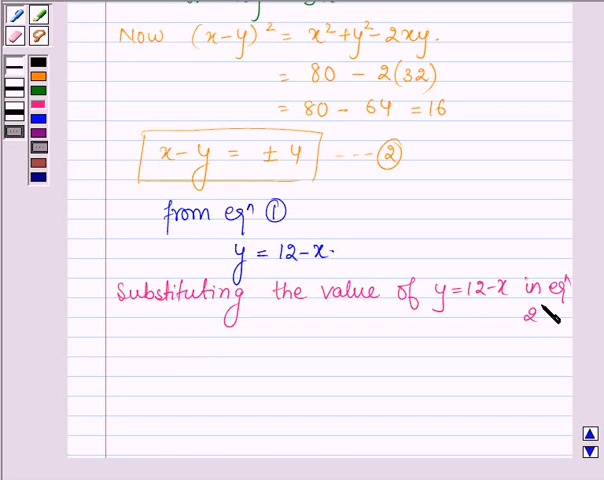 Now (x-y)² = x²+y²-2xy.
= 80 - 2(32)
= 80 - 64 = 16
x-y = ±4 ---- ②
from eqⁿ ①
y = 12-x.
Substituting the value of y=12-x in eqⁿ
2